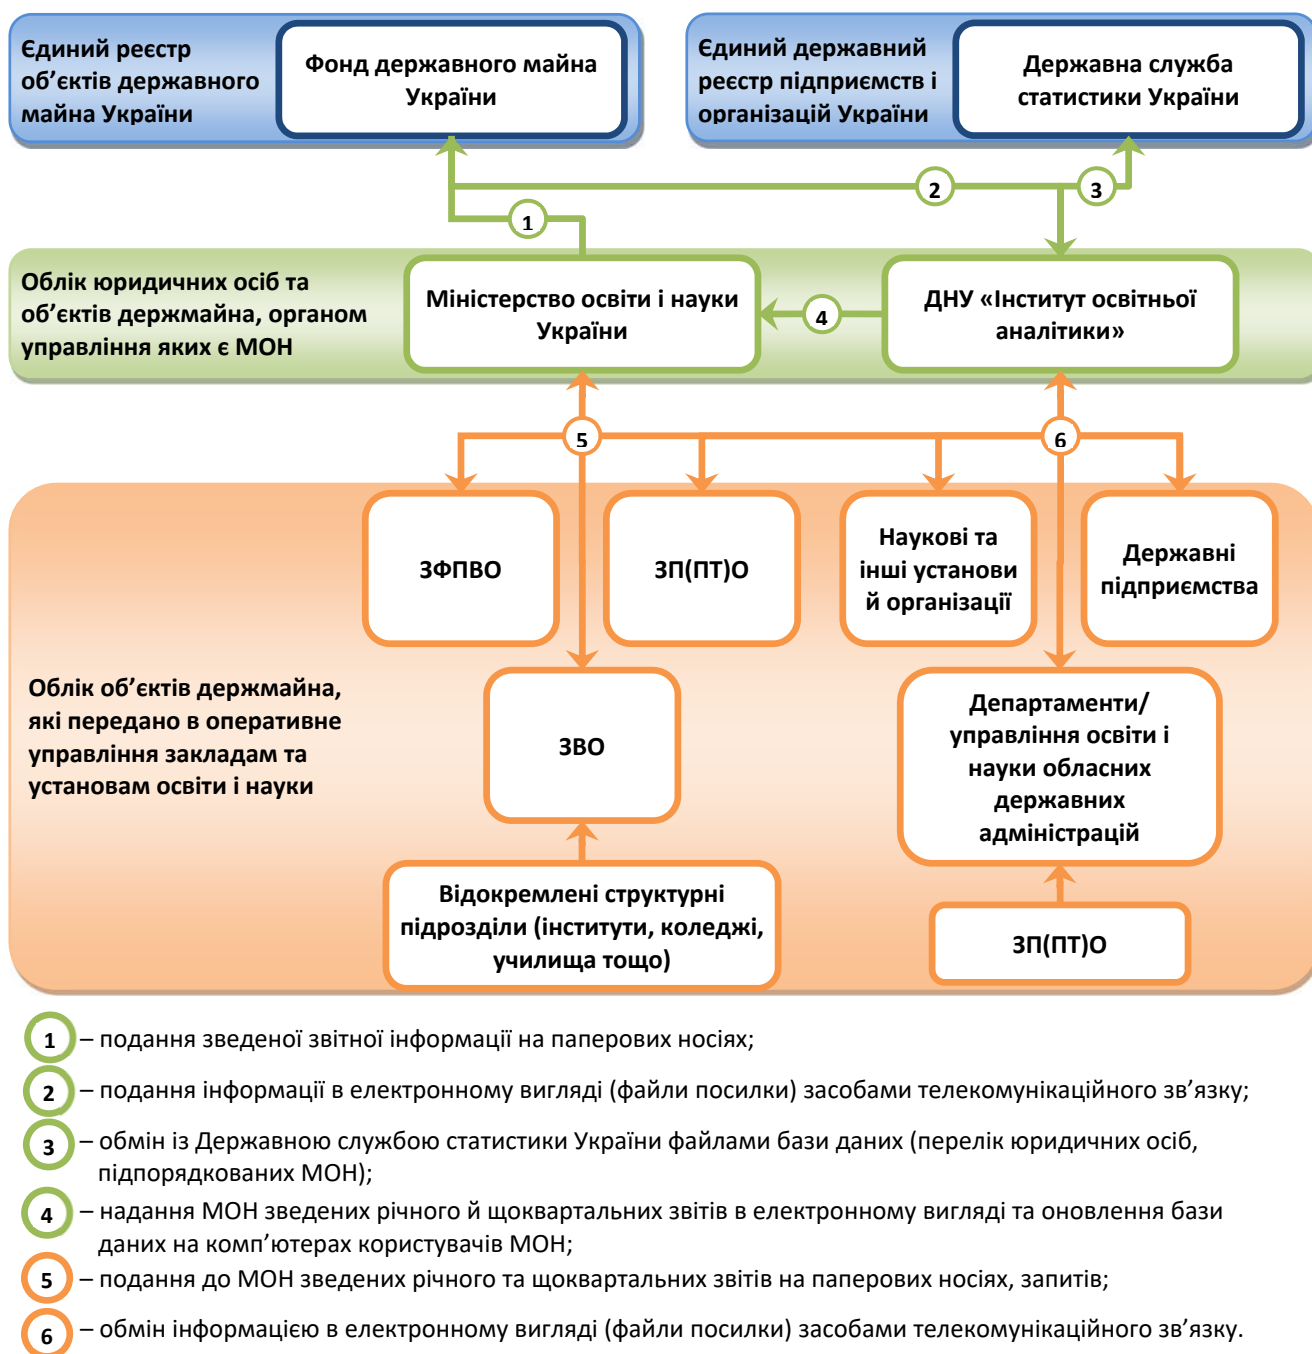 Єдиний реєстр
об’єктів державного
майна України
Фонд державного майна
України
Єдиний державний
реєстр підприємств і
організацій України
Державна служба
статистики України
2
3
1
Облік юридичних осіб та
об’єктів держмайна, органом
управління яких є МОН
Міністерство освіти і науки
України
4
ДНУ «Інститут освітньої
аналітики»
5
6
ЗФПВО
ЗП(ПТ)О
Наукові та
інші установи
й організації
Державні
підприємства
Облік об’єктів держмайна,
які передано в оперативне
управління закладам та
установам освіти і науки
ЗВО
Департаменти/
управління освіти і
науки обласних
державних
адміністрацій
Відокремлені структурні
підрозділи (інститути, коледжі,
училища тощо)
ЗП(ПТ)О
1 – подання зведеної звітної інформації на паперових носіях;
2 – подання інформації в електронному вигляді (файли посилки) засобами телекомунікаційного зв’язку;
3 – обмін із Державною службою статистики України файлами бази даних (перелік юридичних осіб,
підпорядкованих МОН);
4 – надання МОН зведених річного й щоквартальних звітів в електронному вигляді та оновлення бази
даних на комп’ютерах користувачів МОН;
5 – подання до МОН зведених річного та щоквартальних звітів на паперових носіях, запитів;
6 – обмін інформацією в електронному вигляді (файли посилки) засобами телекомунікаційного зв’язку.